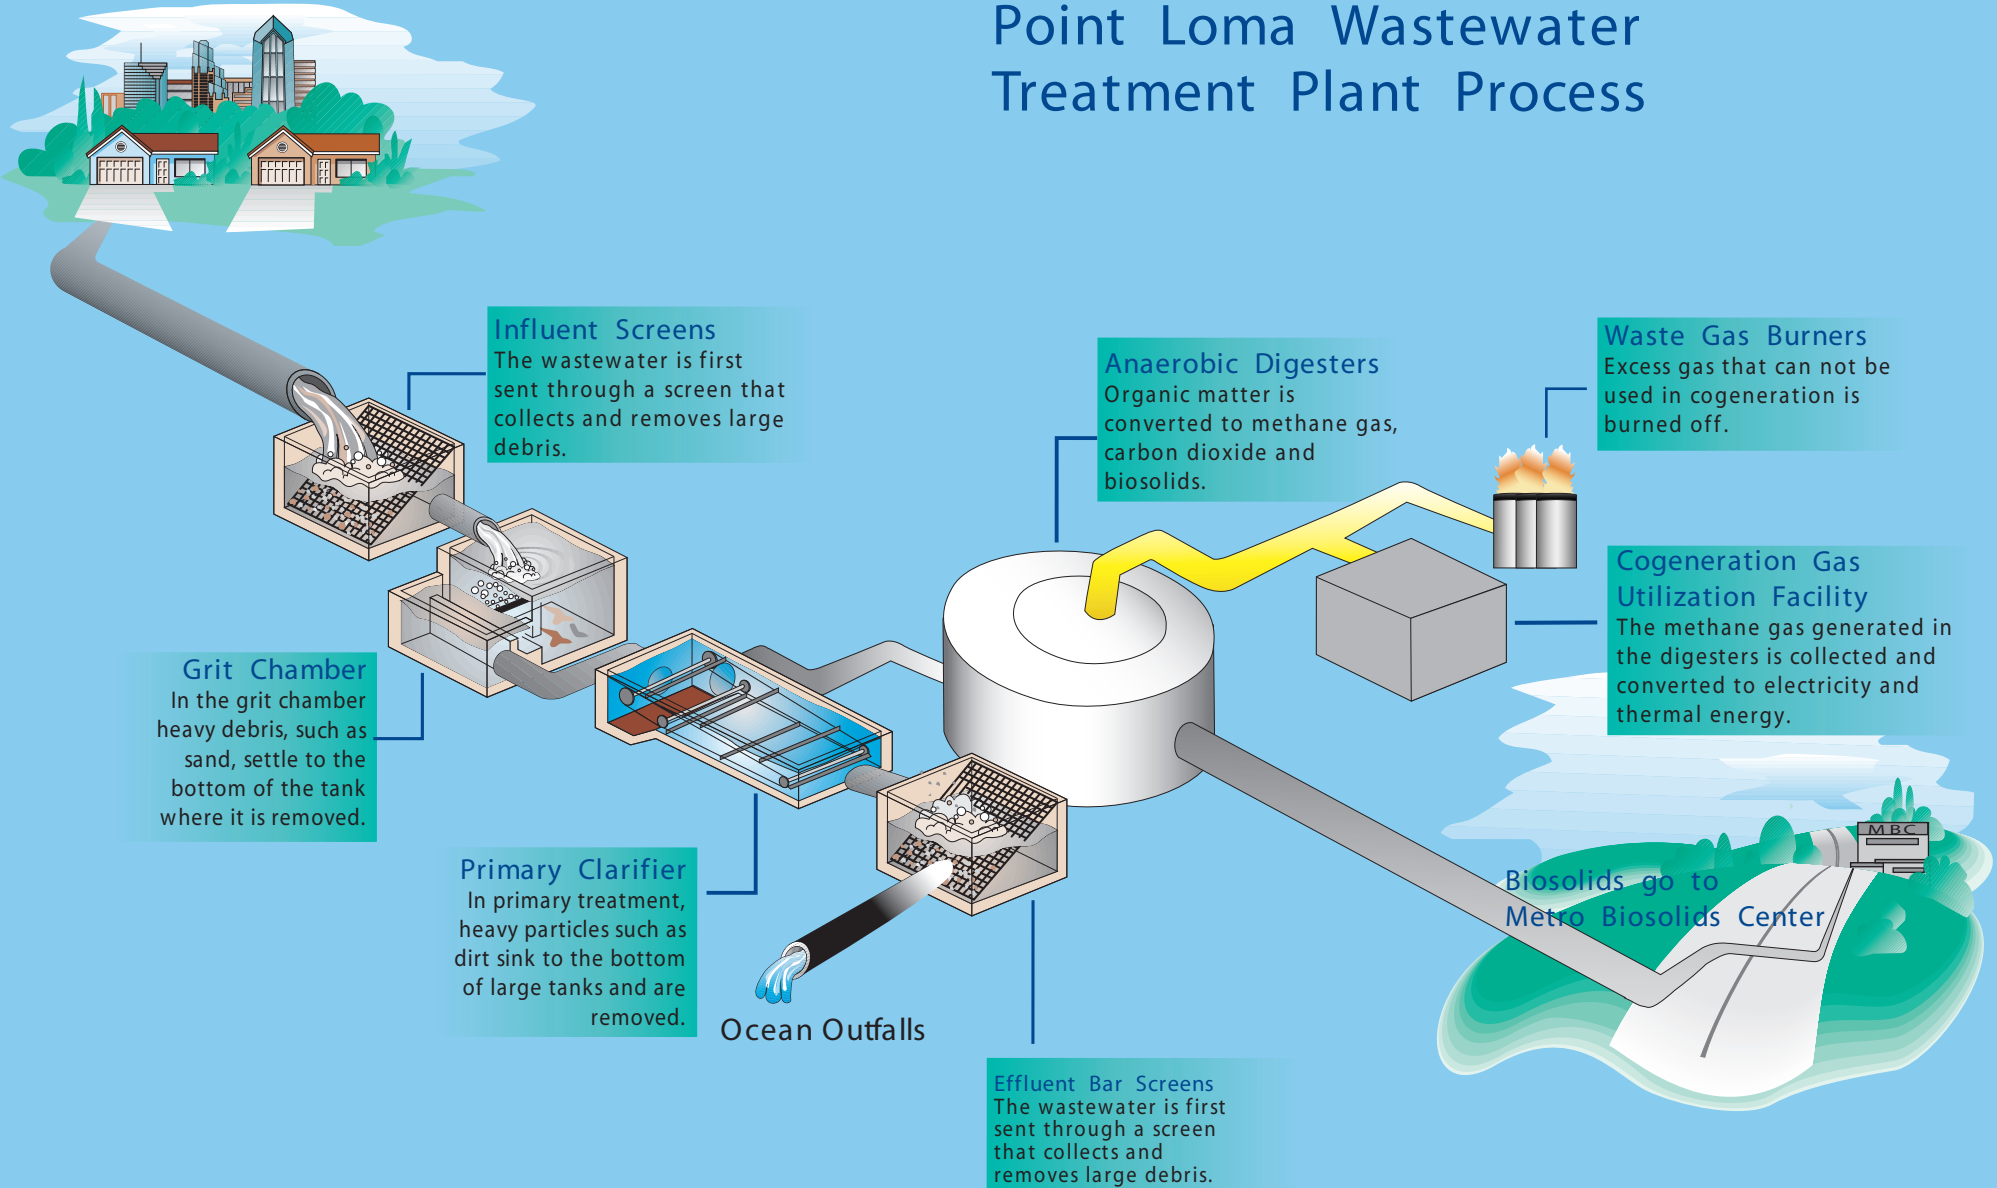 Point Loma Wastewater
Treatment Plant Process
Influent Screens
The wastewater is first
sent through a screen that
collects and removes large
debris.
Anaerobic Digesters
Organic matter is
converted to methane gas,
carbon dioxide and
biosolids.
Waste Gas Burners
Excess gas that can not be
used in cogeneration is
burned off.
Cogeneration Gas
Utilization Facility
The methane gas generated in
the digesters is collected and
converted to electricity and
thermal energy.
Grit Chamber
In the grit chamber
heavy debris, such as
sand, settle to the
bottom of the tank
where it is removed.
Primary Clarifier
In primary treatment,
heavy particles such as
dirt sink to the bottom
of large tanks and are
removed.
MBC
Biosolids go to
Metro Biosolids Center
Ocean Outfalls
Effluent Bar Screens
The wastewater is first
sent through a screen
that collects and
removes large debris.